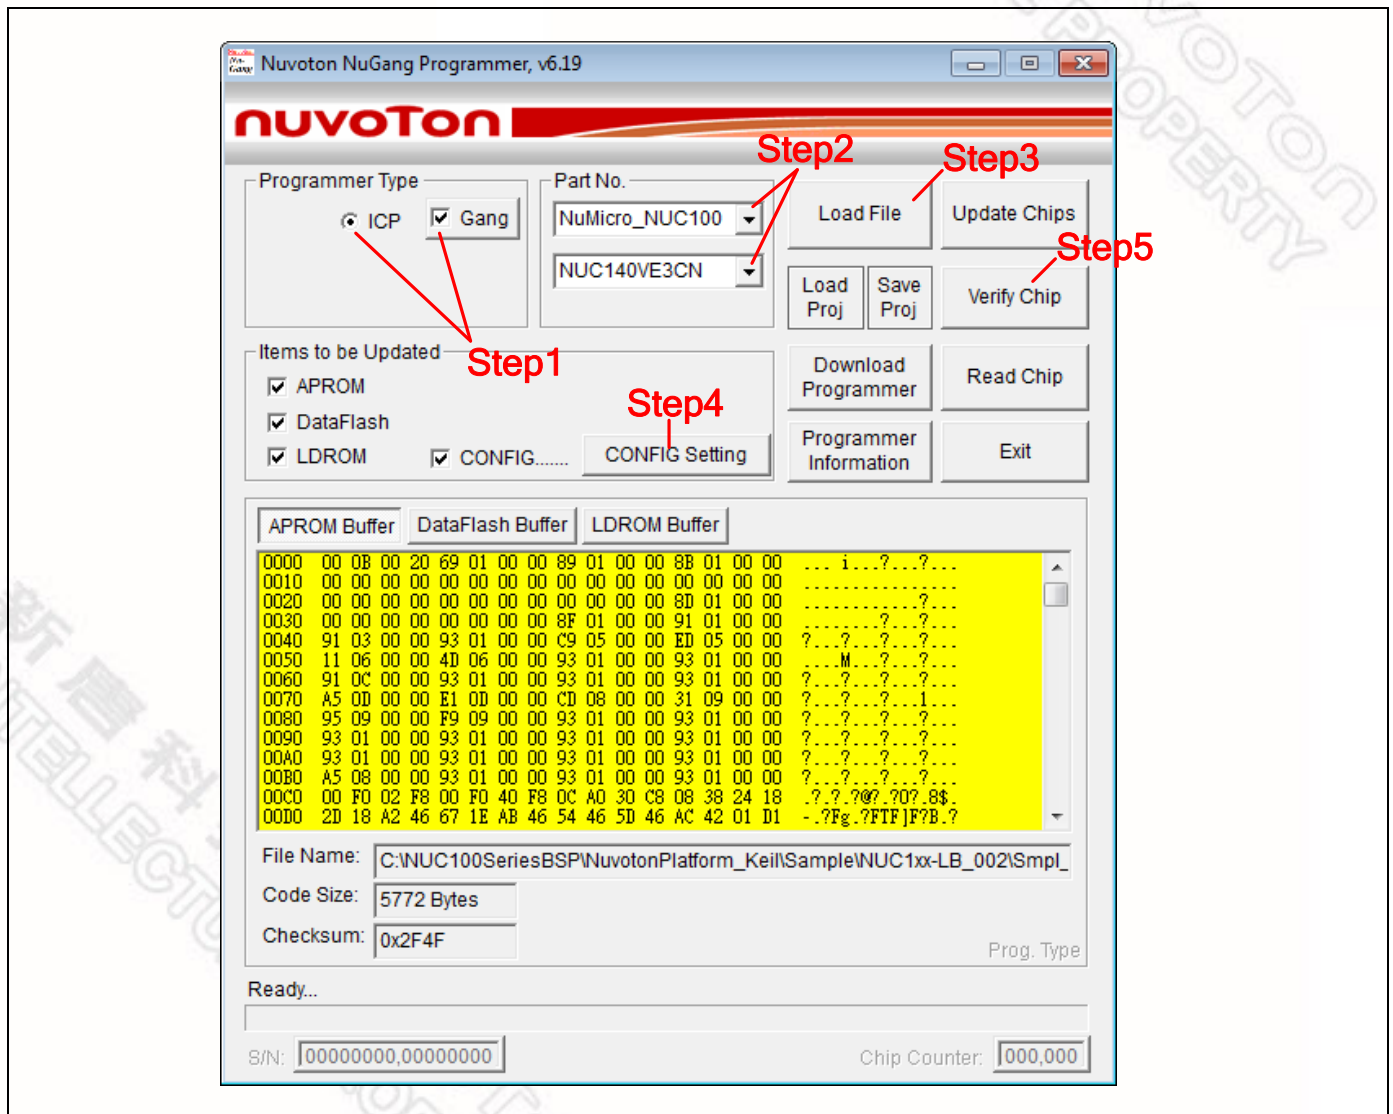 Nuvoton NuGang Programmer, v6.19
nuvoTon
Step2
Step3
Programmer Type
Part No.
ICP
Gang
NuMicro_NUC100
Load File
Update Chips
Step5
NUC140VE3CN
Load Proj
Save Proj
Verify Chip
Items to be Updated
Step1
APROM
Download Programmer
Read Chip
Step4
DataFlash
LDROM
CONFIG.......
CONFIG Setting
Programmer Information
Exit
APROM Buffer
DataFlash Buffer
LDROM Buffer
0000 00 0B 00 20 69 01 00 00 89 01 00 00 8B 01 00 00 ... i...?...?...
0010 00 00 00 00 00 00 00 00 00 00 00 00 00 00 00 00 ................
0020 00 00 00 00 00 00 00 00 00 00 00 00 8D 01 00 00 ............?...
0030 00 00 00 00 00 00 00 00 8F 01 00 00 91 01 00 00 ........?...?...
0040 91 03 00 00 93 01 00 00 C9 05 00 00 ED 05 00 00 ?...?...?...?...
0050 11 06 00 00 4D 06 00 00 93 01 00 00 93 01 00 00 ....M...?...?...
0060 91 0C 00 00 93 01 00 00 93 01 00 00 93 01 00 00 ?...?...?...?...
0070 A5 0D 00 00 E1 0D 00 00 CD 08 00 00 31 09 00 00 ?...?...?...1...
0080 95 09 00 00 F9 09 00 00 93 01 00 00 93 01 00 00 ?...?...?...?...
0090 93 01 00 00 93 01 00 00 93 01 00 00 93 01 00 00 ?...?...?...?...
00A0 93 01 00 00 93 01 00 00 93 01 00 00 93 01 00 00 ?...?...?...?...
00B0 A5 08 00 00 93 01 00 00 93 01 00 00 93 01 00 00 ?...?...?...?...
00C0 00 F0 02 F8 00 F0 40 F8 0C A0 30 C8 08 38 24 18 .?.?.?@?.?0?.8$.
00D0 2D 18 A2 46 67 1E AB 46 54 46 5D 46 AC 42 01 D1 -.?Fg.?FTF]F?B.?
File Name: C:\NUC100SeriesBSP\NuvotonPlatform_Keil\Sample\NUC1xx-LB_002\Smpl_
Code Size: 5772 Bytes
Checksum: 0x2F4F
Prog. Type
Ready...
S/N: 00000000,00000000
Chip Counter: 000,000